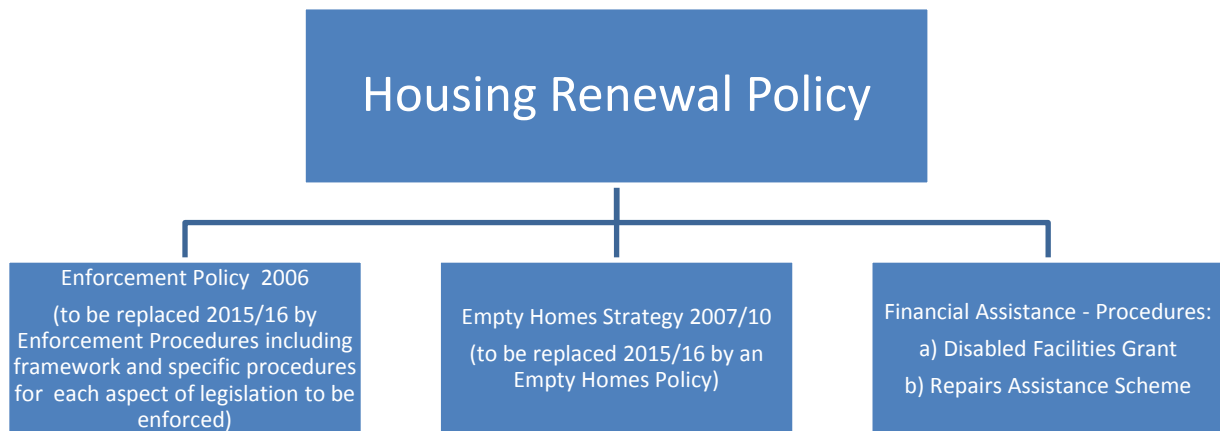 Housing Renewal Policy
Enforcement Policy 2006
(to be replaced 2015/16 by
Enforcement Procedures including
framework and specific procedures
for each aspect of legislation to be
enforced)
Empty Homes Strategy 2007/10
(to be replaced 2015/16 by an
Empty Homes Policy)
Financial Assistance - Procedures:
a) Disabled Facilities Grant
b) Repairs Assistance Scheme